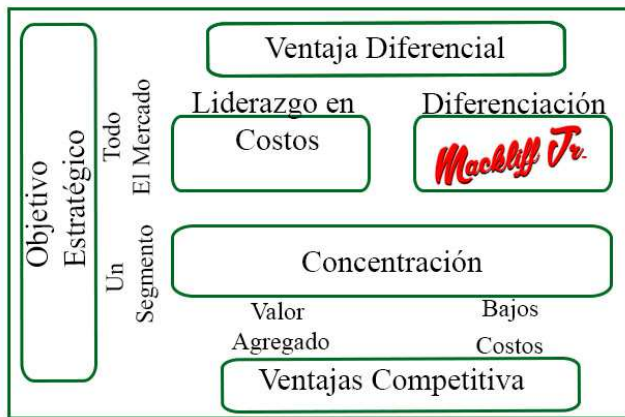 Ventaja Diferencial
Objetivo
Estratégico
Todo
El Mercado
Liderazgo en
Costos
Diferenciación
Mackliff Jr.
Un
Segmento
Concentración
Valor
Agregado
Bajos
Costos
Ventajas Competitiva